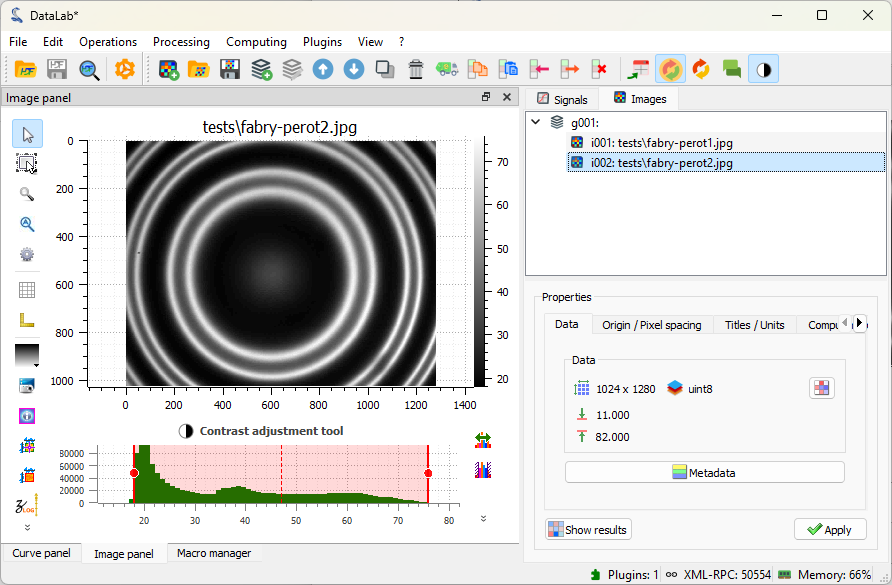 DataLab*
File Edit Operations Processing Computing Plugins View ?
Image panel
Signals Images
tests\fabry-perot2.jpg
g001:
i001: tests\fabry-perot1.jpg
i002: tests\fabry-perot2.jpg
0
200
400
600
800
1000
0 200 400 600 800 1000 1200 1400
70
60
50
40
30
20
Contrast adjustment tool
80000
60000
40000
20000
0
20 30 40 50 60 70 80
Properties
Data Origin / Pixel spacing Titles / Units
Data
1024 x 1280 uint8
11.000
82.000
Metadata
Show results Apply
Curve panel Image panel Macro manager
Plugins: 1 XML-RPC: 50554 Memory: 66%